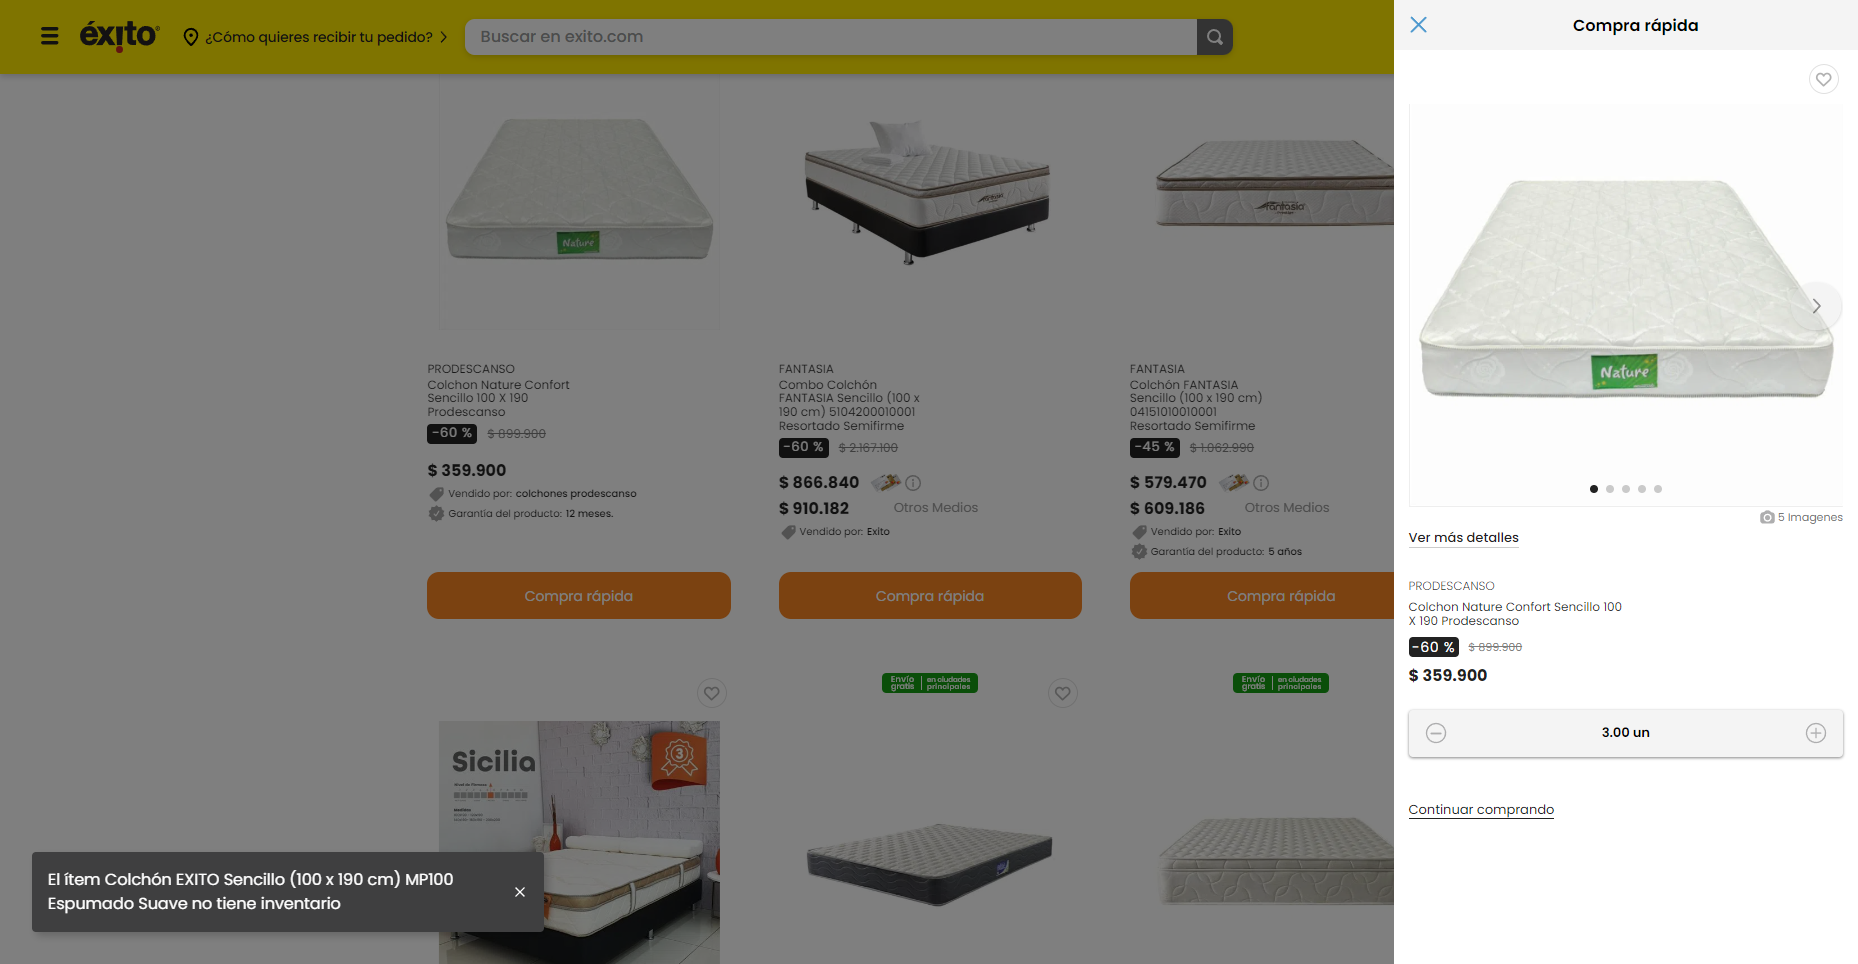 éxito
¿Cómo quieres recibir tu pedido?
Buscar en exito.com
Nature
fantasia
fantasia
PRODESCANSO
Colchon Nature Confort
Sencillo 100 X 190
Prodescanso
-60 %
$ 899.900
$ 359.900
Vendido por: colchones prodescanso
Garantía del producto: 12 meses.
Compra rápida
FANTASIA
Combo Colchón
FANTASIA Sencillo (100 x
190 cm) 5104200010001
Resortado Semifirme
-60 %
$ 2.167.100
$ 866.840
$ 910.182 Otros Medios
Vendido por: Exito
Compra rápida
FANTASIA
Colchón FANTASIA
Sencillo (100 x 190 cm)
04151010010001
Resortado Semifirme
-45 %
$ 1.062.990
$ 579.470
$ 609.186 Otros Medios
Vendido por: Exito
Garantía del producto: 5 años
Compra rápida
Sicilia
3
Envío gratis
en ciudades principales
Envío gratis
en ciudades principales
El ítem Colchón EXITO Sencillo (100 x 190 cm) MP100
Espumado Suave no tiene inventario
Compra rápida
Nature
5 Imagenes
Ver más detalles
PRODESCANSO
Colchon Nature Confort Sencillo 100
X 190 Prodescanso
-60 %
$ 899.900
$ 359.900
3.00 un
Continuar comprando